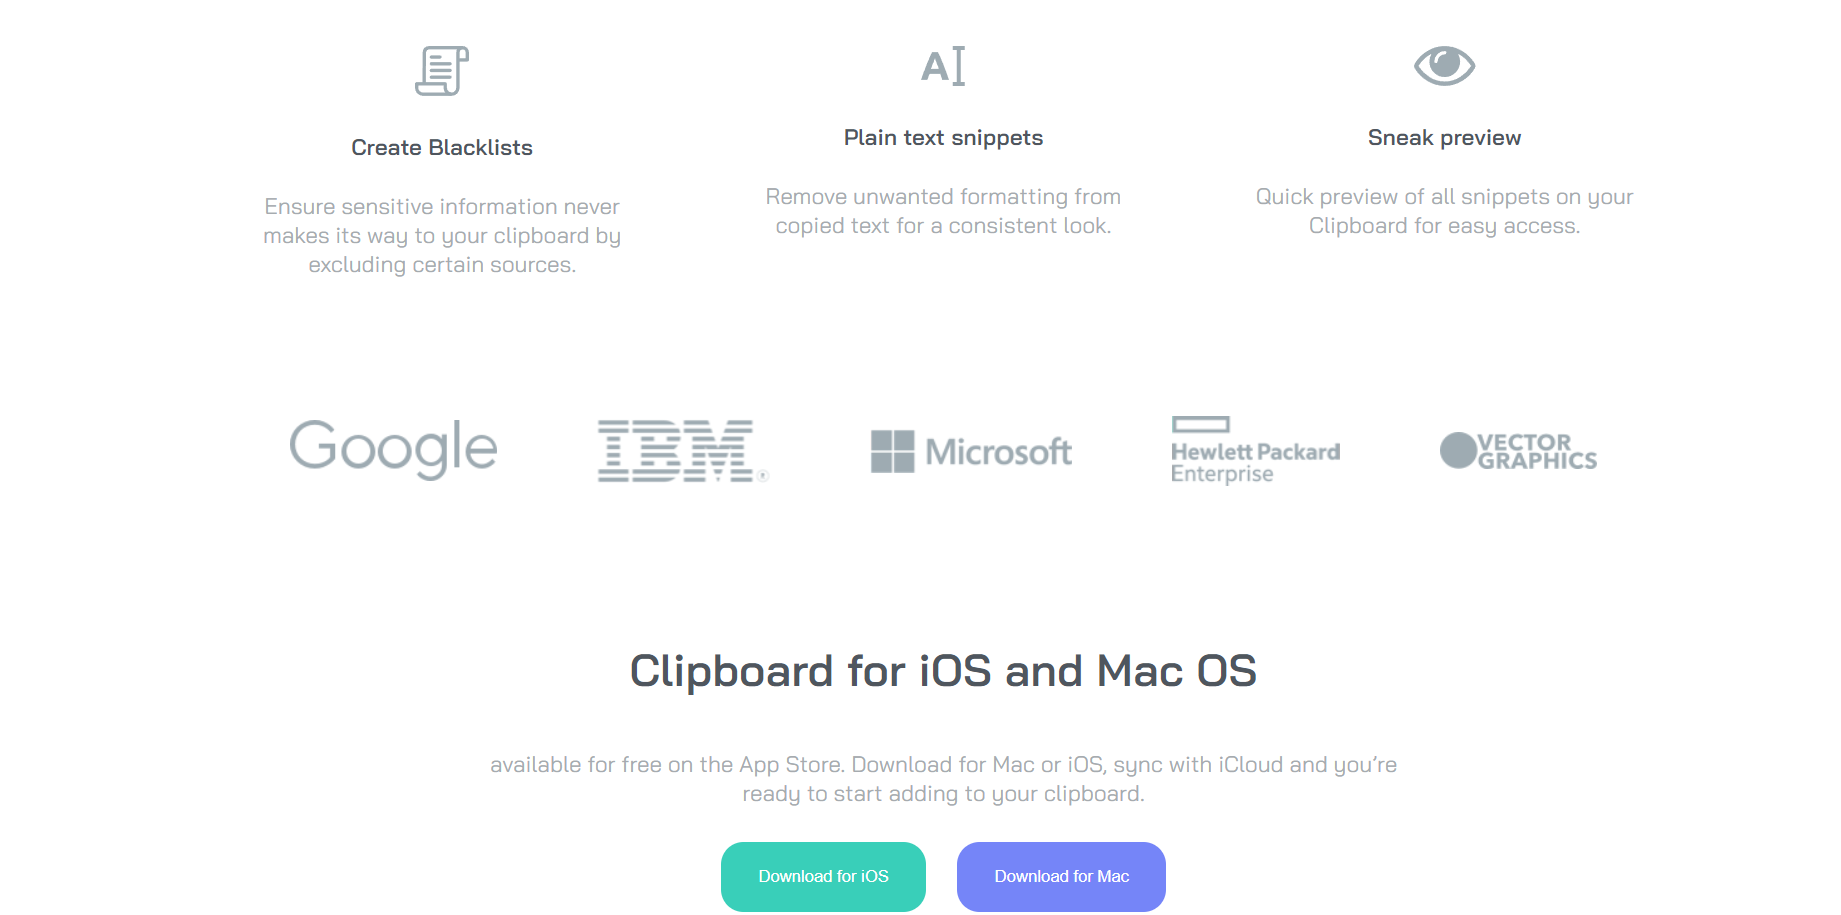 Create Blacklists
Ensure sensitive information never
makes its way to your clipboard by
excluding certain sources.
A
Plain text snippets
Remove unwanted formatting from
copied text for a consistent look.
Sneak preview
Quick preview of all snippets on your
Clipboard for easy access.
Google
IBM®
Microsoft
Hewlett Packard
Enterprise
VECTOR
GRAPHICS
Clipboard for iOS and Mac OS
available for free on the App Store. Download for Mac or iOS, sync with iCloud and you’re
ready to start adding to your clipboard.
Download for iOS
Download for Mac